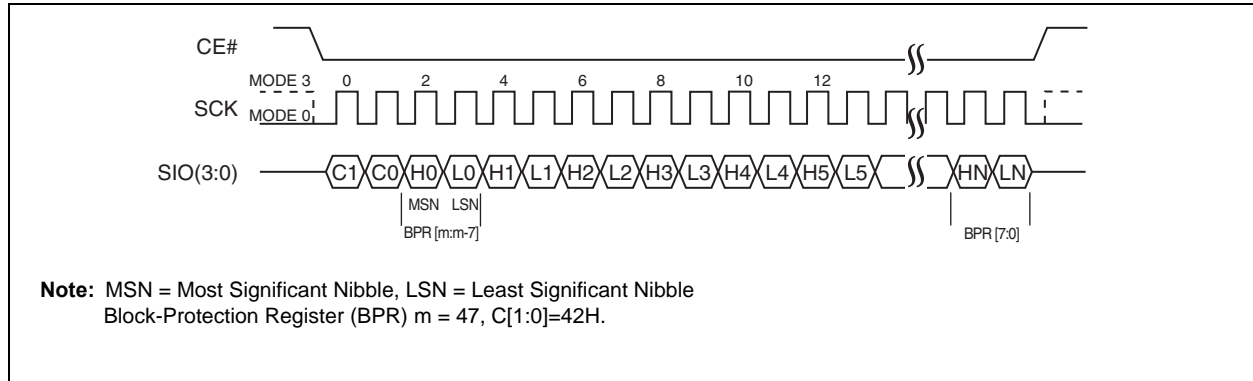 CE#
MODE 3 0 2 4 6 8 10 12
SCK
MODE 0
SIO(3:0) C1 C0 H0 L0 H1 L1 H2 L2 H3 L3 H4 L4 H5 L5 HN LN
MSN LSN
BPR [m:m-7] BPR [7:0]
Note: MSN = Most Significant Nibble, LSN = Least Significant Nibble
Block-Protection Register (BPR) m = 47, C[1:0]=42H.